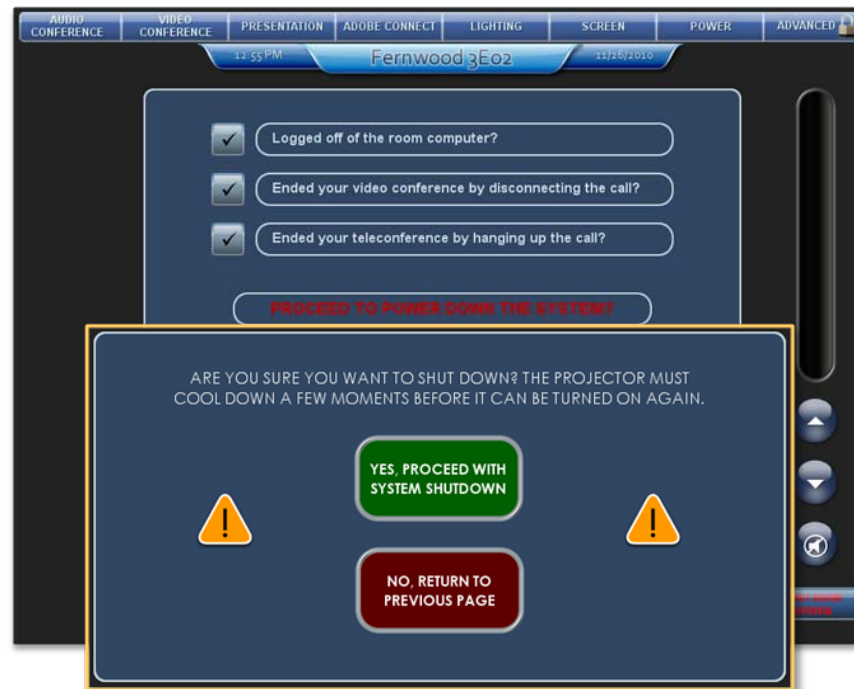 AUDIO
CONFERENCE
VIDEO
CONFERENCE
PRESENTATION
ADOBE CONNECT
LIGHTING
SCREEN
POWER
ADVANCED
12:55 PM
Fernwood 3E02
11/26/2010
Logged off of the room computer?
Ended your video conference by disconnecting the call?
Ended your teleconference by hanging up the call?
PROCEED TO POWER DOWN THE SYSTEM?
ARE YOU SURE YOU WANT TO SHUT DOWN? THE PROJECTOR MUST
COOL DOWN A FEW MOMENTS BEFORE IT CAN BE TURNED ON AGAIN.
YES, PROCEED WITH
SYSTEM SHUTDOWN
NO, RETURN TO
PREVIOUS PAGE